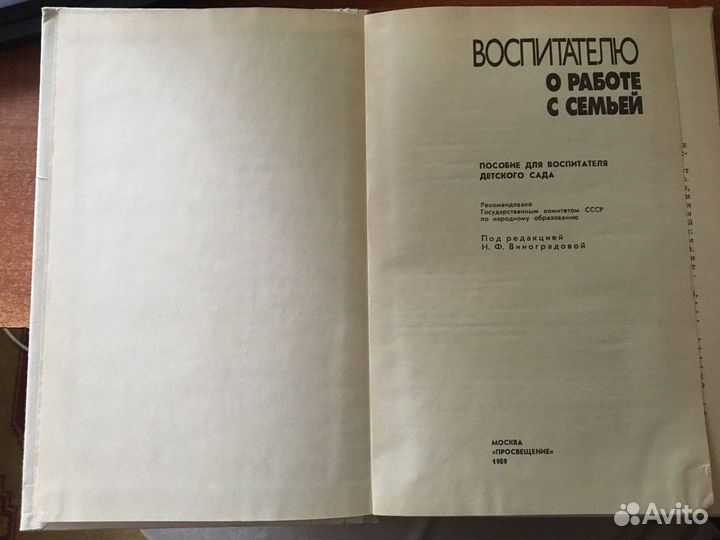 ВОСПИТАТЕЛЮ
О РАБОТЕ
С СЕМЬЕЙ
ПОСОБИЕ ДЛЯ ВОСПИТАТЕЛЯ
ДЕТСКОГО САДА
Рекомендовано
Государственным комитетом СССР
по народному образованию
Под редакцией
Н. Ф. Виноградовой
МОСКВА
«ПРОСВЕЩЕНИЕ»
1989
Avito